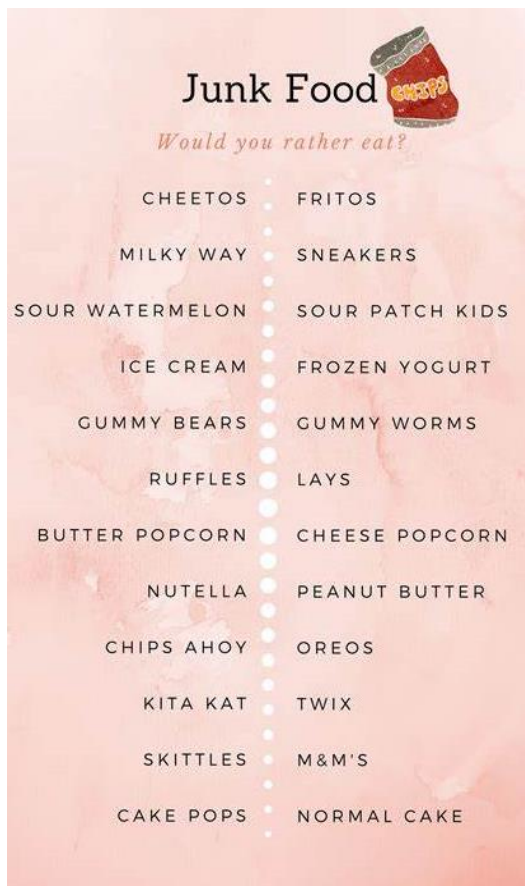 Junk Food
CHIPS
Would you rather eat?
CHEETOS FRITOS
MILKY WAY SNEAKERS
SOUR WATERMELON SOUR PATCH KIDS
ICE CREAM FROZEN YOGURT
GUMMY BEARS GUMMY WORMS
RUFFLES LAYS
BUTTER POPCORN CHEESE POPCORN
NUTELLA PEANUT BUTTER
CHIPS AHOY OREOS
KITA KAT TWIX
SKITTLES M&M'S
CAKE POPS NORMAL CAKE